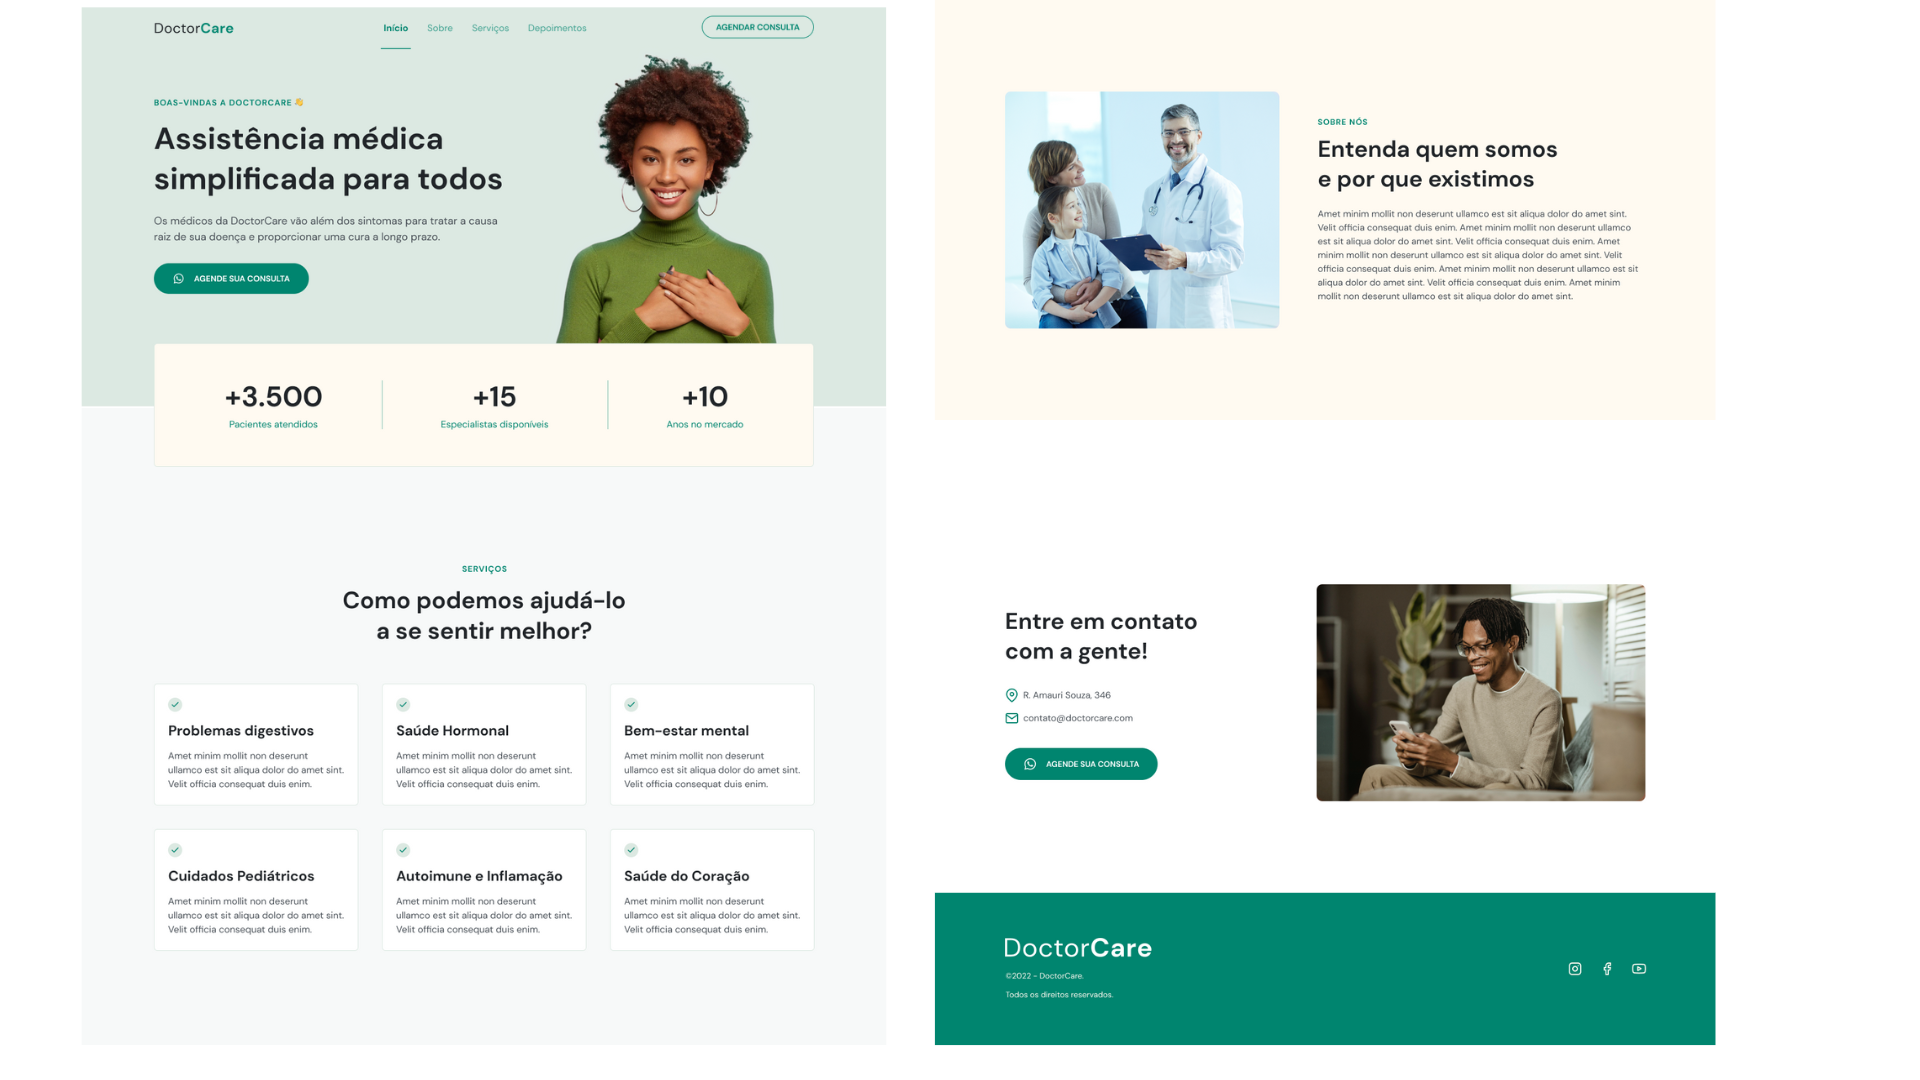 DoctorCare
Início Sobre Serviços Depoimentos
AGENDAR CONSULTA
BOAS-VINDAS A DOCTORCARE 👋
Assistência médica
simplificada para todos
Os médicos da DoctorCare vão além dos sintomas para tratar a causa
raiz de sua doença e proporcionar uma cura a longo prazo.
AGENDE SUA CONSULTA
+3.500
Pacientes atendidos
+15
Especialistas disponíveis
+10
Anos no mercado
SERVIÇOS
Como podemos ajudá-lo
a se sentir melhor?
Problemas digestivos
Amet minim mollit non deserunt
ullamco est sit aliqua dolor do amet sint.
Velit officia consequat duis enim.
Saúde Hormonal
Amet minim mollit non deserunt
ullamco est sit aliqua dolor do amet sint.
Velit officia consequat duis enim.
Bem-estar mental
Amet minim mollit non deserunt
ullamco est sit aliqua dolor do amet sint.
Velit officia consequat duis enim.
Cuidados Pediátricos
Amet minim mollit non deserunt
ullamco est sit aliqua dolor do amet sint.
Velit officia consequat duis enim.
Autoimune e Inflamação
Amet minim mollit non deserunt
ullamco est sit aliqua dolor do amet sint.
Velit officia consequat duis enim.
Saúde do Coração
Amet minim mollit non deserunt
ullamco est sit aliqua dolor do amet sint.
Velit officia consequat duis enim.
SOBRE NÓS
Entenda quem somos
e por que existimos
Amet minim mollit non deserunt ullamco est sit aliqua dolor do amet sint.
Velit officia consequat duis enim. Amet minim mollit non deserunt ullamco
est sit aliqua dolor do amet sint. Velit officia consequat duis enim. Amet
minim mollit non deserunt ullamco est sit aliqua dolor do amet sint. Velit
officia consequat duis enim. Amet minim mollit non deserunt ullamco est sit
aliqua dolor do amet sint. Velit officia consequat duis enim. Amet minim
mollit non deserunt ullamco est sit aliqua dolor do amet sint.
Entre em contato
com a gente!
R. Amauri Souza, 346
contato@doctorcare.com
AGENDE SUA CONSULTA
DoctorCare
©2022 - DoctorCare.
Todos os direitos reservados.